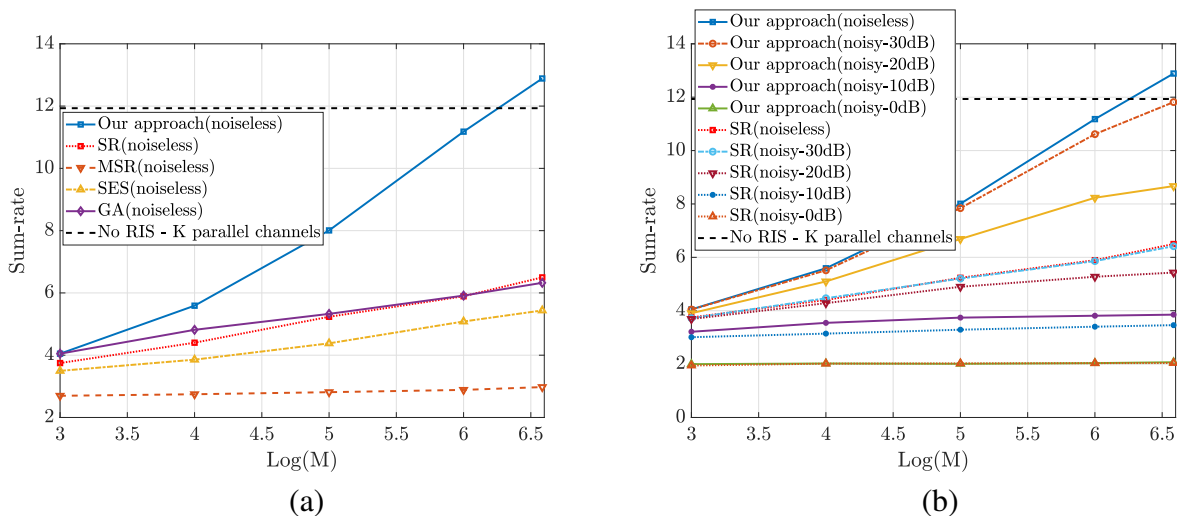 14
12
10
8
6
4
2
Sum-rate
Our approach(noiseless)
SR(noiseless)
MSR(noiseless)
SES(noiseless)
GA(noiseless)
No RIS - K parallel channels
3
3.5
4
4.5
5
5.5
6
6.5
Log(M)
(a)
14
12
10
8
6
4
2
0
Sum-rate
Our approach(noiseless)
Our approach(noisy-30dB)
Our approach(noisy-20dB)
Our approach(noisy-10dB)
Our approach(noisy-0dB)
SR(noiseless)
SR(noisy-30dB)
SR(noisy-20dB)
SR(noisy-10dB)
SR(noisy-0dB)
No RIS - K parallel channels
3
3.5
4
4.5
5
5.5
6
6.5
Log(M)
(b)